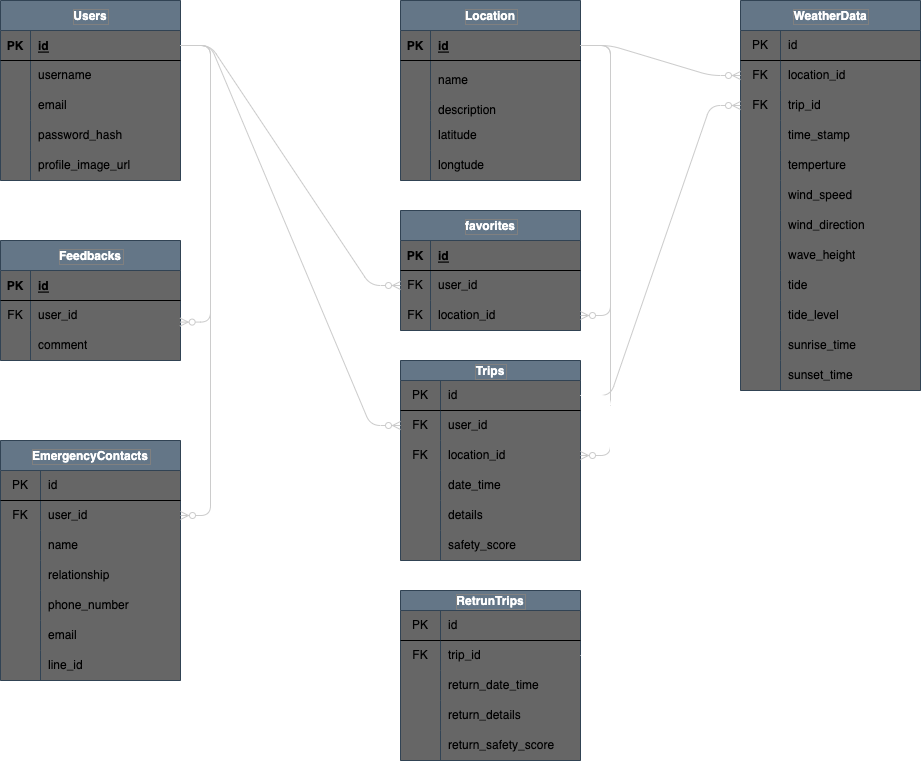 Users
PK id
username
email
password_hash
profile_image_url
Feedbacks
PK id
FK user_id
comment
EmergencyContacts
PK id
FK user_id
name
relationship
phone_number
email
line_id
Location
PK id
name
description
latitude
longtude
favorites
PK id
FK user_id
FK location_id
Trips
PK id
FK user_id
FK location_id
date_time
details
safety_score
RetrunTrips
PK id
FK trip_id
return_date_time
return_details
return_safety_score
WeatherData
PK id
FK location_id
FK trip_id
time_stamp
temperture
wind_speed
wind_direction
wave_height
tide
tide_level
sunrise_time
sunset_time